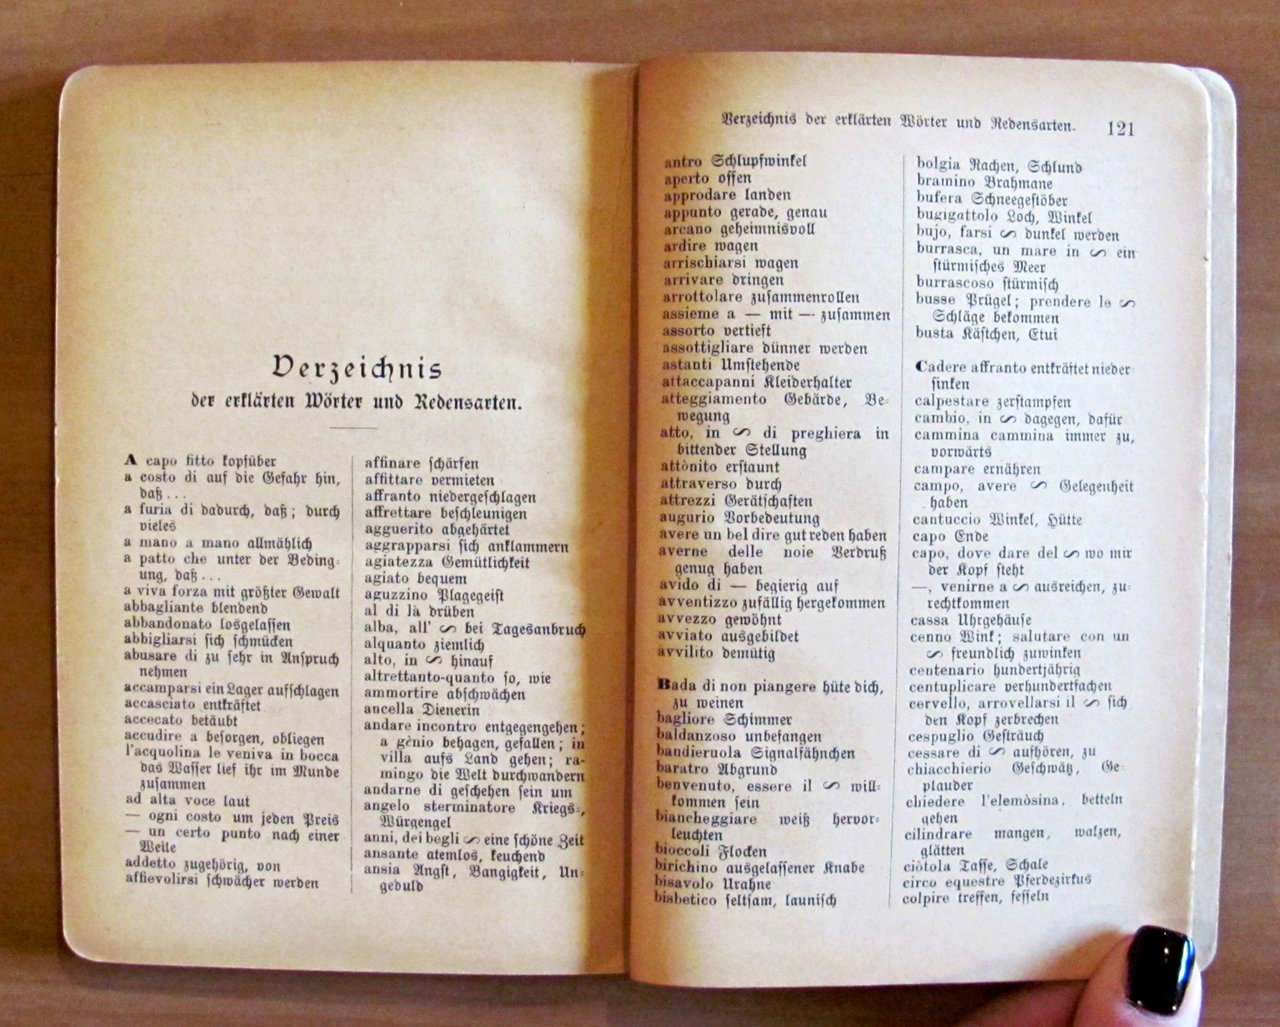 Verzeichnis
der erklärten Wörter und Redensarten.
A capo fitto kopfüber
a costo di auf die Gefahr hin,
daß . . .
a furia di dadurch, daß; durch
vieles
a mano a mano allmählich
a patto che unter der Beding-
ung, daß . . .
a viva forza mit größter Gewalt
abbagliante blendend
abbandonato losgelassen
abbigliarsi sich schmücken
abusare di zu sehr in Anspruch
nehmen
accamparsi ein Lager aufschlagen
accasciato entkräftet
accecato betäubt
accudire a besorgen, obliegen
l'acquolina le veniva in bocca
das Wasser lief ihr im Munde
zusammen
ad alta voce laut
— ogni costo um jeden Preis
— un certo punto nach einer
Weile
addetto zugehörig, von
affievolirsi schwächer werden
affinare schärfen
affittare vermieten
affranto niedergeschlagen
affrettare beschleunigen
agguerito abgehärtet
aggrapparsi sich anklammern
agiatezza Gemütlichkeit
agiato bequem
aguzzino Plagegeist
al di là drüben
alba, all' ∽ bei Tagesanbruch
alquanto ziemlich
alto, in ∽ hinauf
altrettanto-quanto so, wie
ammortire abschwächen
ancella Dienerin
andare incontro entgegengehen;
a gènio behagen, gefallen; in
villa aufs Land gehen; ra-
mingo die Welt durchwandern
andarne di geschehen sein um
angelo sterminatore Kriegs-,
Würgengel
anni, dei begli ∽ eine schöne Zeit
ansante atemlos, keuchend
ansia Angst, Bangigkeit, Un-
geduld
Verzeichnis der erklärten Wörter und Redensarten. 121
antro Schlupfwinkel
aperto offen
approdare landen
appunto gerade, genau
arcano geheimnisvoll
ardire wagen
arrischiarsi wagen
arrivare dringen
arrottolare zusammenrollen
assieme a — mit — zusammen
assorto vertieft
assottigliare dünner werden
astanti Umstehende
attaccapanni Kleiderhalter
atteggiamento Gebärde, Be-
wegung
atto, in ∽ di preghiera in
bittender Stellung
attònito erstaunt
attraverso durch
attrezzi Gerätschaften
augurio Vorbedeutung
avere un bel dire gut reden haben
averne delle noie Verdruß
genug haben
avido di — begierig auf
avventizzo zufällig hergekommen
avvezzo gewöhnt
avviato ausgebildet
avvilito demütig
Bada di non piangere hüte dich,
zu weinen
bagliore Schimmer
baldanzoso unbefangen
bandieruola Signalfähnchen
baratro Abgrund
benvenuto, essere il ∽ will-
kommen sein
biancheggiare weiß hervor-
leuchten
bioccoli Flocken
birichino ausgelassener Knabe
bisavolo Urahne
bisbetico seltsam, launisch
bolgia Rachen, Schlund
bramino Brahmane
bufera Schneegestöber
bugigattolo Loch, Winkel
bujo, farsi ∽ dunkel werden
burrasca, un mare in ∽ ein
stürmisches Meer
burrascoso stürmisch
busse Prügel; prendere le ∽
Schläge bekommen
busta Kästchen, Etui
Cadere affranto entkräftet nieder-
sinken
calpestare zerstampfen
cambio, in ∽ dagegen, dafür
cammina cammina immer zu,
vorwärts
campare ernähren
campo, avere ∽ Gelegenheit
haben
cantuccio Winkel, Hütte
capo Ende
capo, dove dare del ∽ wo mir
der Kopf steht
—, venirne a ∽ ausreichen, zu-
rechtkommen
cassa Uhrgehäuse
cenno Wink; salutare con un
∽ freundlich zuwinken
centenario hundertjährig
centuplicare verhundertfachen
cervello, arrovellarsi il ∽ sich
den Kopf zerbrechen
cespuglio Gesträuch
cessare di ∽ aufhören, zu
chiacchierio Geschwätz, Ge-
plauder
chiedere l'elemòsina, betteln
gehen
cilindrare mangen, walzen,
glätten
ciòtola Tasse, Schale
circo equestre Pferdezirkus
colpire treffen, fesseln